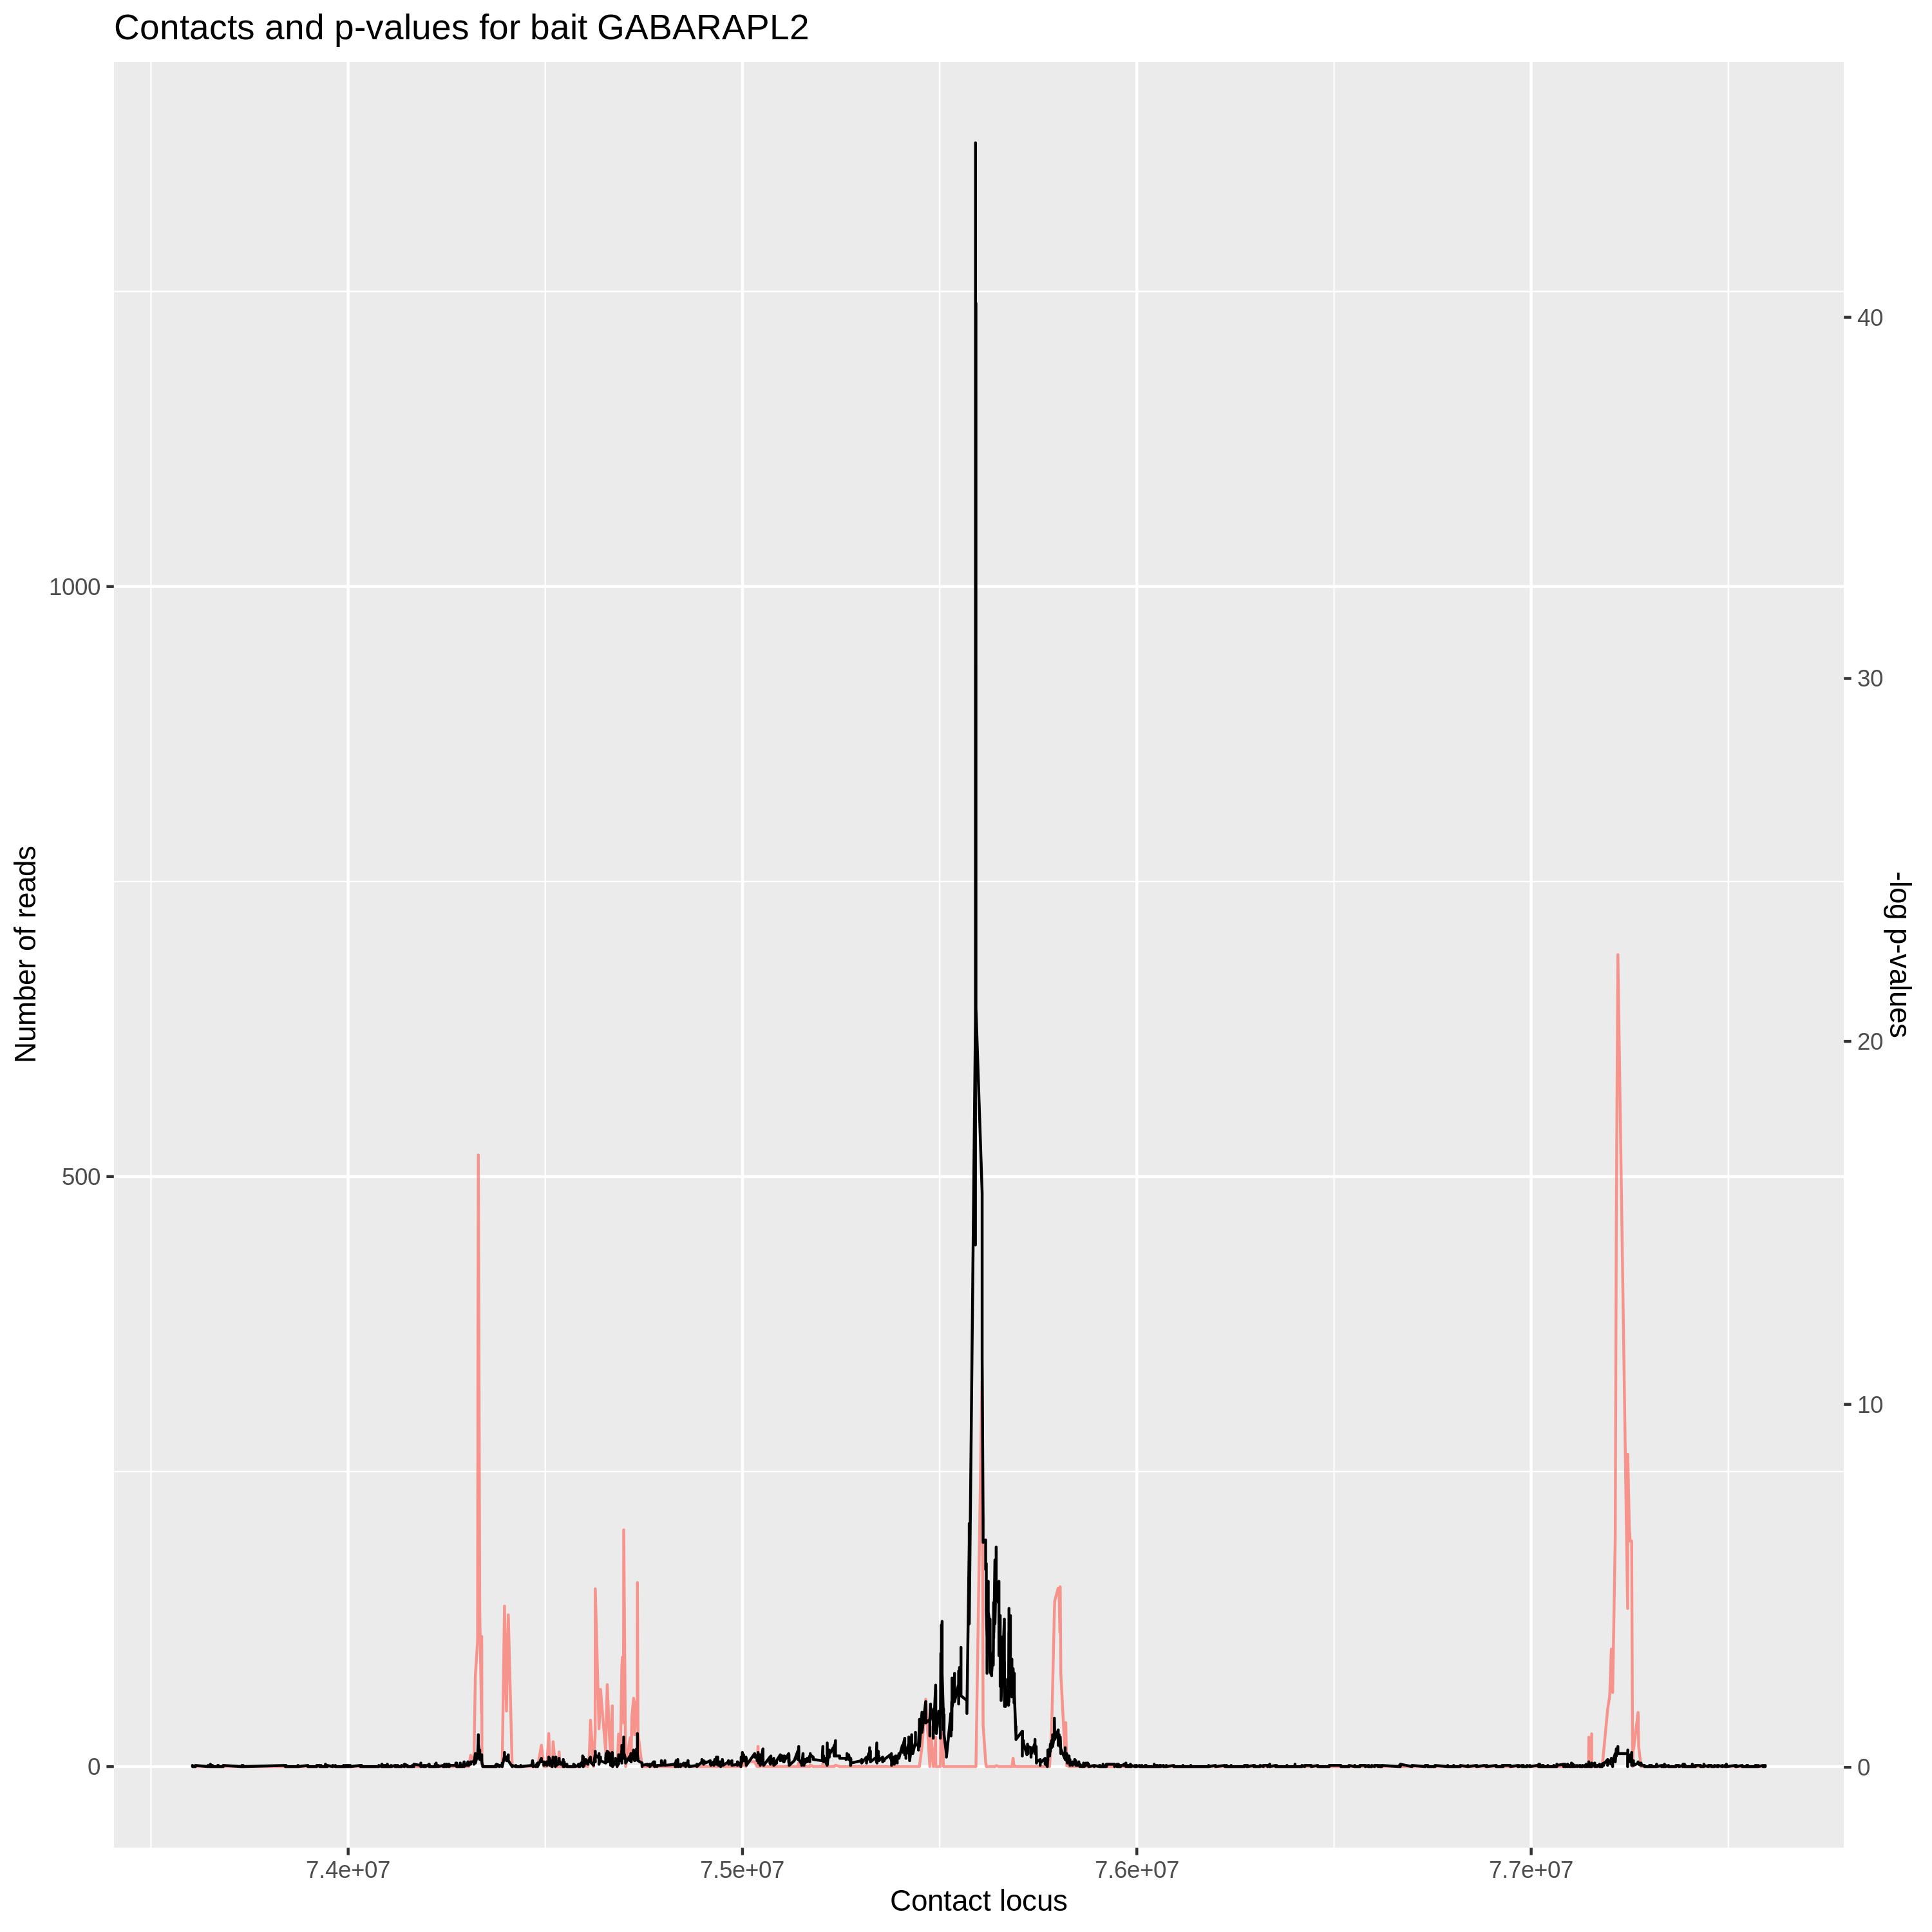 Contacts and p-values for bait GABARAPL2
Number of reads
1000
500
0
40
30
20
10
0
-log p-values
7.4e+07
7.5e+07
7.6e+07
7.7e+07
Contact locus